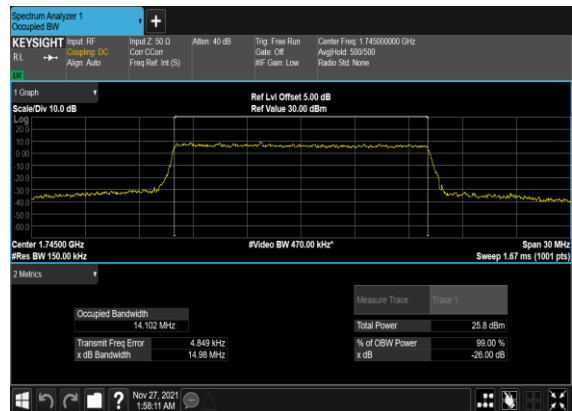 Spectrum Analyzer 1
Occupied BW
+
KEYSIGHT Input: RF Input Z: 50 Ω Atten: 40 dB Trig: Free Run Center Freq: 1.745000000 GHz
RL Coupling: DC Corr CCorr Gate: Off Avg|Hold: 500/500
Align: Auto Freq Ref: Int (S) #IF Gain: Low Radio Std: None
LW
1 Graph
Ref Lvl Offset 5.00 dB
Scale/Div 10.0 dB Ref Value 30.00 dBm
Log
20.0
10.0
0.00
-10.0
-20.0
-30.0
-40.0
-50.0
-60.0
Center 1.74500 GHz #Video BW 470.00 kHz* Span 30 MHz
#Res BW 150.00 kHz Sweep 1.67 ms (1001 pts)
2 Metrics
Measure Trace Trace 1
Occupied Bandwidth
14.102 MHz Total Power 25.8 dBm
Transmit Freq Error 4.849 kHz % of OBW Power 99.00 %
x dB Bandwidth 14.98 MHz x dB -26.00 dB
? Nov 27, 2021
1:58:11 AM